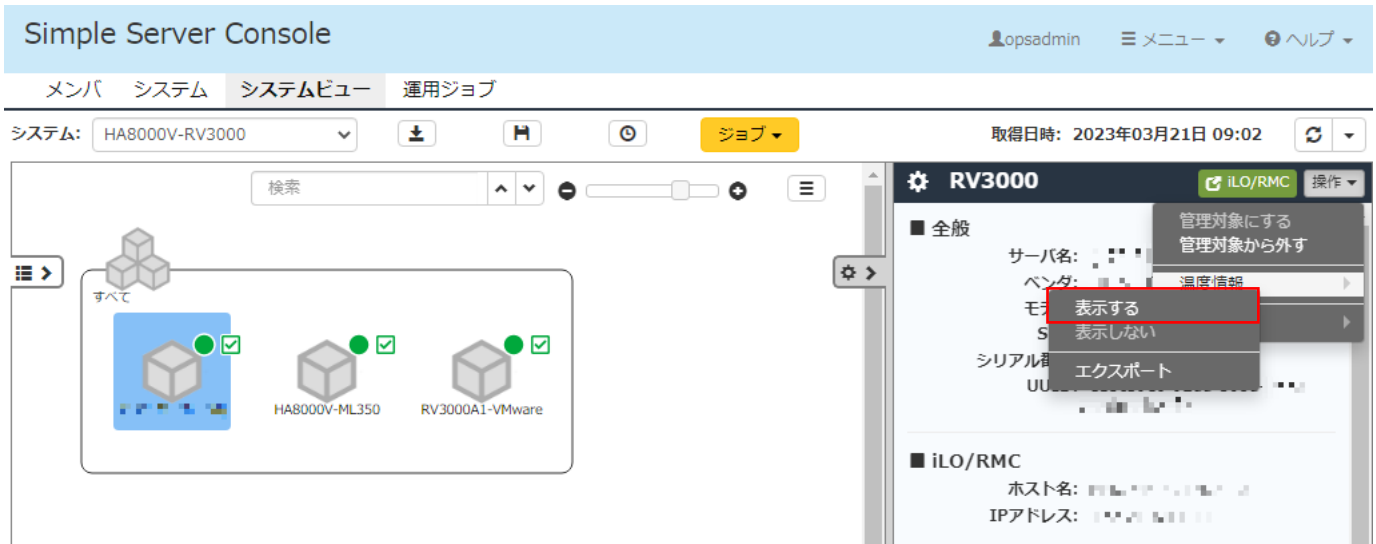 Simple Server Console
opsadmin メニュー ヘルプ
メンバ システム システムビュー 運用ジョブ
システム: HA8000V-RV3000 ジョブ 取得日時: 2023年03月21日 09:02
検索
すべて
HA8000V-ML350
RV3000A1-VMware
RV3000 iLO/RMC 操作
管理対象にする
管理対象から外す
温度情報
表示する
表示しない
エクスポート
全般
サーバ名:
ベンダ:
シリアル番
iLO/RMC
ホスト名:
IPアドレス: